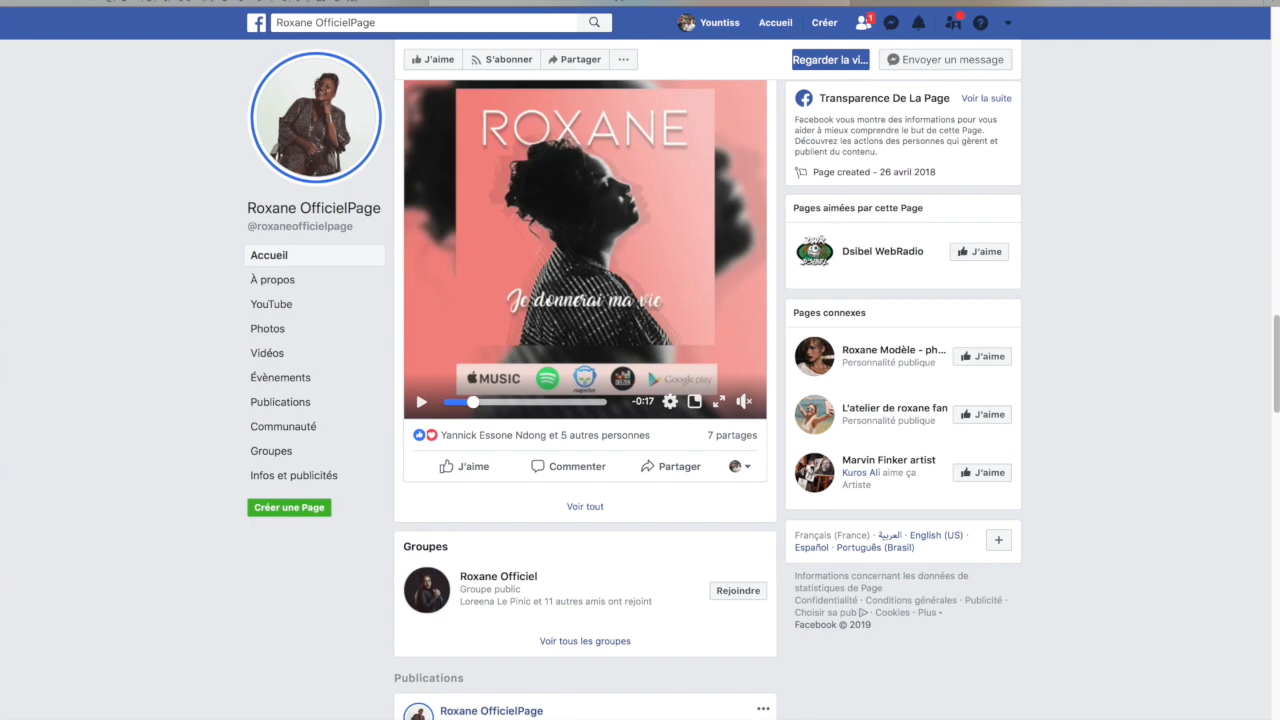 Roxane OfficielPage
Yountiss
Accueil
Créer
1
J'aime
S'abonner
Partager
Regarder la vi...
Envoyer un message
Roxane OfficielPage
@roxaneofficielpage
Accueil
À propos
YouTube
Photos
Vidéos
Évènements
Publications
Communauté
Groupes
Infos et publicités
Créer une Page
ROXANE
Je donnerai ma vie
MUSIC
napster
DEEZER
Google play
-0:17
Yannick Essone Ndong et 5 autres personnes
7 partages
J'aime
Commenter
Partager
Voir tout
Groupes
Roxane Officiel
Groupe public
Loreena Le Pinic et 11 autres amis ont rejoint
Rejoindre
Voir tous les groupes
Publications
Roxane OfficielPage
Transparence De La Page
Voir la suite
Facebook vous montre des informations pour vous
aider à mieux comprendre le but de cette Page.
Découvrez les actions des personnes qui gèrent et
publient du contenu.
Page created - 26 avril 2018
Pages aimées par cette Page
Dsibel WebRadio
J'aime
Pages connexes
Roxane Modèle - ph...
Personnalité publique
J'aime
L'atelier de roxane fan
Personnalité publique
J'aime
Marvin Finker artist
Kuros Ali aime ça
Artiste
J'aime
Français (France) · العربية · English (US) ·
Español · Português (Brasil)
Informations concernant les données de
statistiques de Page
Confidentialité · Conditions générales · Publicité ·
Choisir sa pub · Cookies · Plus
Facebook © 2019